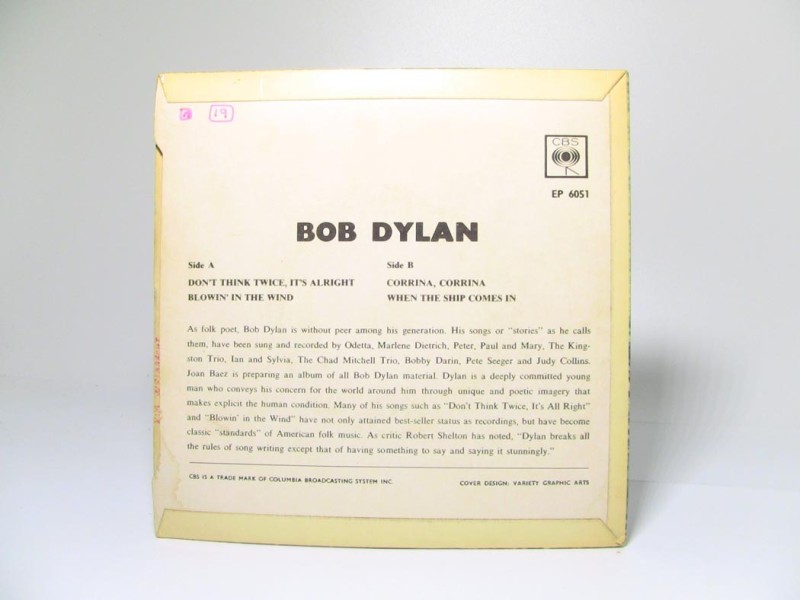 19
CBS
EP 6051
BOB DYLAN
Side A
DON'T THINK TWICE, IT'S ALRIGHT
BLOWIN' IN THE WIND
Side B
CORRINA, CORRINA
WHEN THE SHIP COMES IN
As folk poet, Bob Dylan is without peer among his generation. His songs or "stories" as he calls
them, have been sung and recorded by Odetta, Marlene Dietrich, Peter, Paul and Mary, The King-
ston Trio, Ian and Sylvia, The Chad Mitchell Trio, Bobby Darin, Pete Seeger and Judy Collins.
Joan Baez is preparing an album of all Bob Dylan material. Dylan is a deeply committed young
man who conveys his concern for the world around him through unique and poetic imagery that
makes explicit the human condition. Many of his songs such as "Don't Think Twice, It's All Right"
and "Blowin' in the Wind" have not only attained best-seller status as recordings, but have become
classic "standards" of American folk music. As critic Robert Shelton has noted, "Dylan breaks all
the rules of song writing except that of having something to say and saying it stunningly."
CBS IS A TRADE MARK OF COLUMBIA BROADCASTING SYSTEM INC.
COVER DESIGN: VARIETY GRAPHIC ARTS